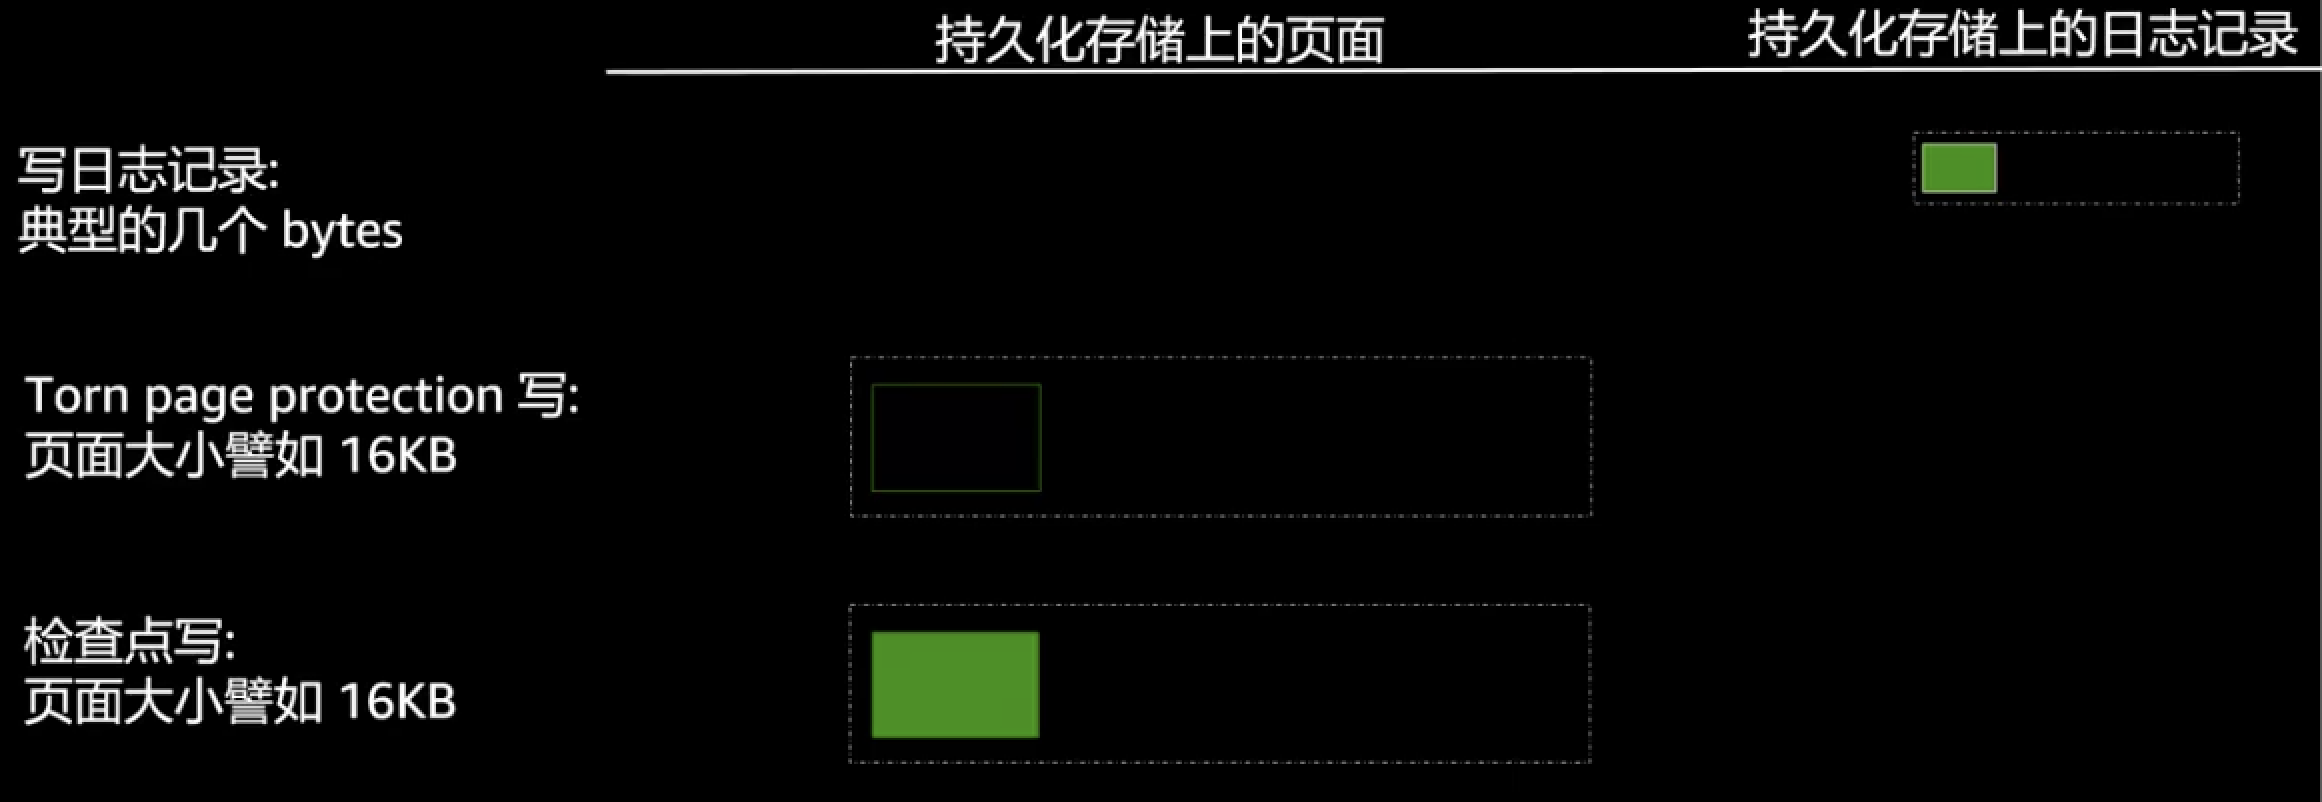 持久化存储上的页面
持久化存储上的日志记录
写日志记录:
典型的几个 bytes
Torn page protection 写:
页面大小譬如 16KB
检查点写:
页面大小譬如 16KB